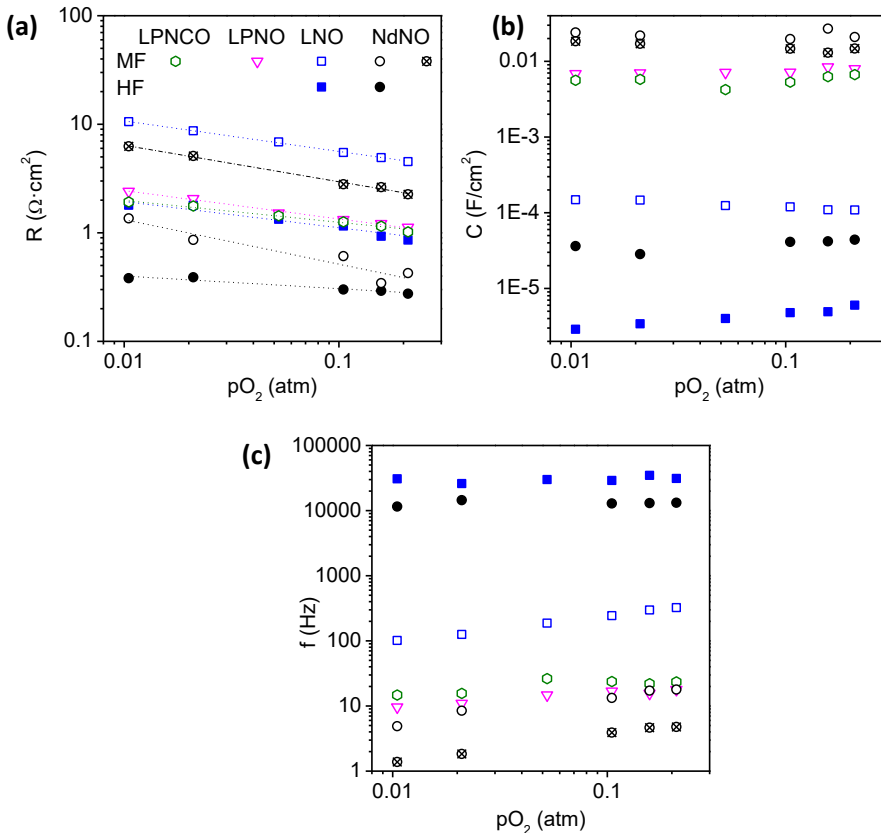 (a)
LPNCO LPNO LNO NdNO
MF
HF
100
10
1
0.1
R (Ω·cm²)
0.01 0.1
pO₂ (atm)
(b)
0.01
1E-3
1E-4
1E-5
C (F/cm²)
0.01 0.1
pO₂ (atm)
(c)
100000
10000
1000
100
10
1
f (Hz)
0.01 0.1
pO₂ (atm)